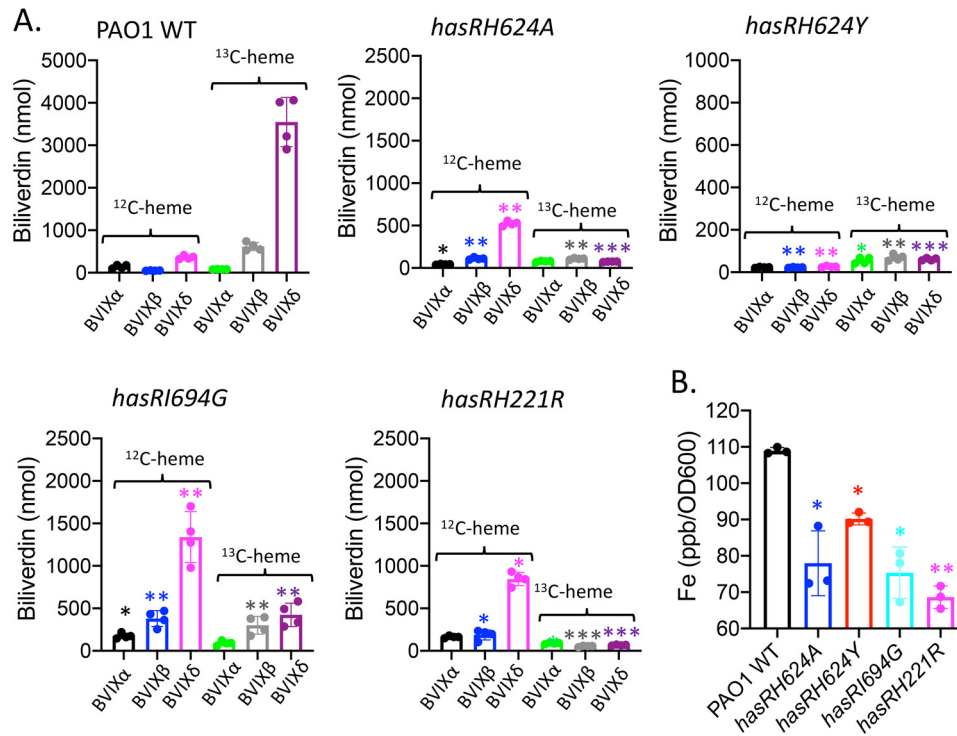 A.
PAO1 WT
Biliverdin (nmol)
5000
4000
3000
2000
1000
0
12C-heme
13C-heme
BVIXα
BVIXβ
BVIXδ
BVIXα
BVIXβ
BVIXδ
hasRH624A
Biliverdin (nmol)
2500
2000
1500
1000
500
0
12C-heme
13C-heme
*
**
**
**
***
BVIXα
BVIXβ
BVIXδ
BVIXα
BVIXβ
BVIXδ
hasRH624Y
Biliverdin (nmol)
1000
800
600
400
200
0
12C-heme
13C-heme
**
**
*
**
***
BVIXα
BVIXβ
BVIXδ
BVIXα
BVIXβ
BVIXδ
hasRI694G
Biliverdin (nmol)
2500
2000
1500
1000
500
0
12C-heme
13C-heme
*
**
**
**
**
BVIXα
BVIXβ
BVIXδ
BVIXα
BVIXβ
BVIXδ
hasRH221R
Biliverdin (nmol)
2500
2000
1500
1000
500
0
12C-heme
13C-heme
*
*
***
***
BVIXα
BVIXβ
BVIXδ
BVIXα
BVIXβ
BVIXδ
B.
Fe (ppb/OD600)
120
110
100
90
80
70
60
*
*
*
**
PAO1 WT
hasRH624A
hasRH624Y
hasRI694G
hasRH221R